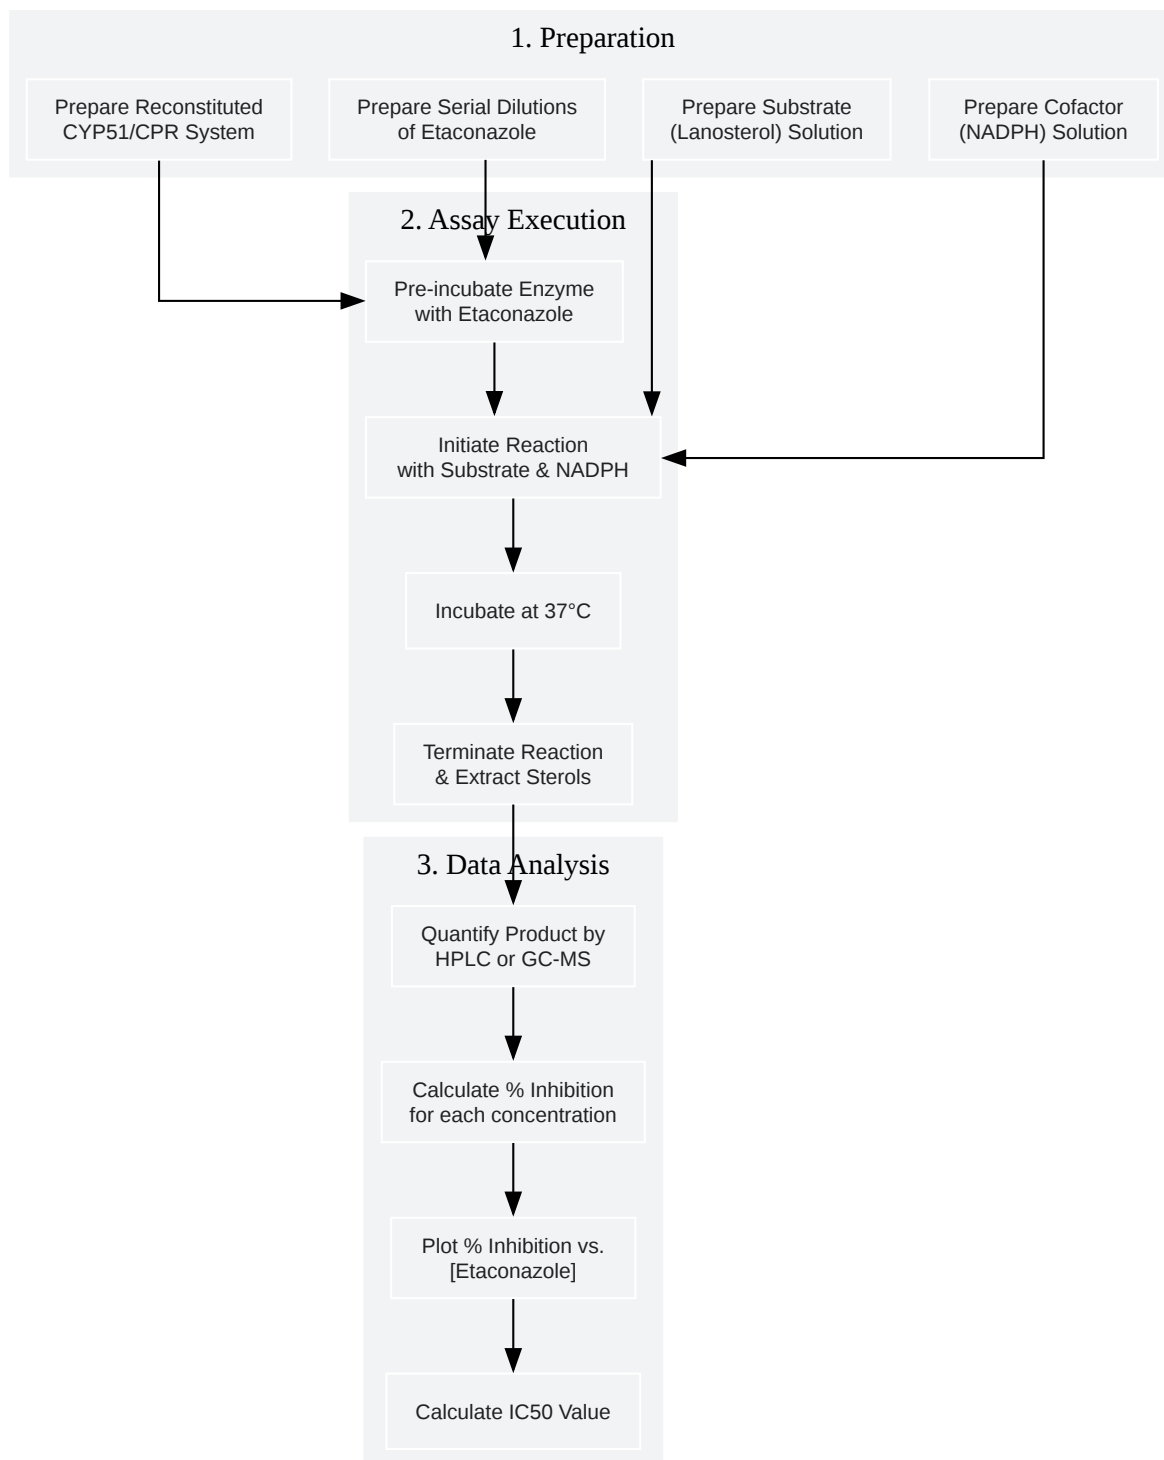 1. Preparation
Prepare Reconstituted
CYP51/CPR System
Prepare Serial Dilutions
of Etaconazole
Prepare Substrate
(Lanosterol) Solution
Prepare Cofactor
(NADPH) Solution
2. Assay Execution
Pre-incubate Enzyme
with Etaconazole
Initiate Reaction
with Substrate & NADPH
Incubate at 37°C
Terminate Reaction
& Extract Sterols
3. Data Analysis
Quantify Product by
HPLC or GC-MS
Calculate % Inhibition
for each concentration
Plot % Inhibition vs.
[Etaconazole]
Calculate IC50 Value